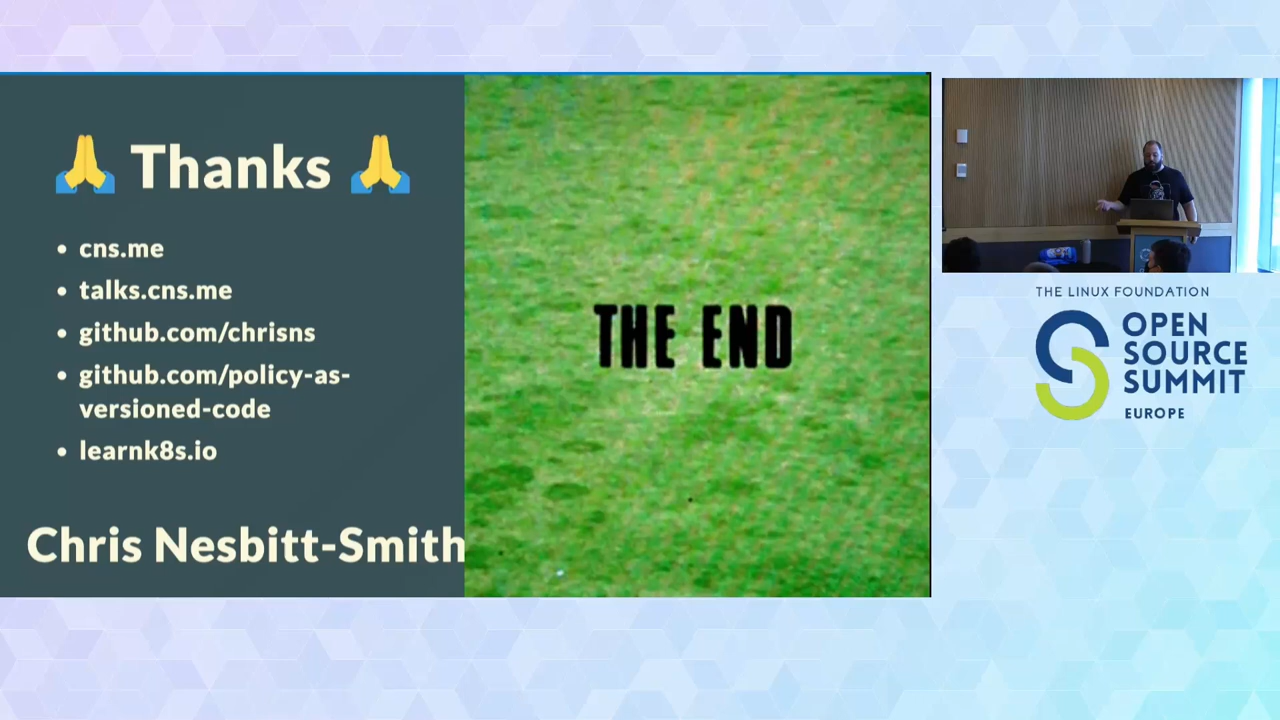 🙏 Thanks 🙏
• cns.me
• talks.cns.me
• github.com/chrisns
• github.com/policy-as-
versioned-code
• learnk8s.io
Chris Nesbitt-Smith
THE END
THE LINUX FOUNDATION
OPEN
SOURCE
SUMMIT
EUROPE